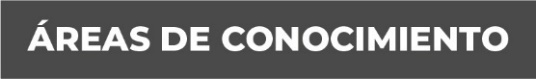 ÁREAS DE CONOCIMIENTO